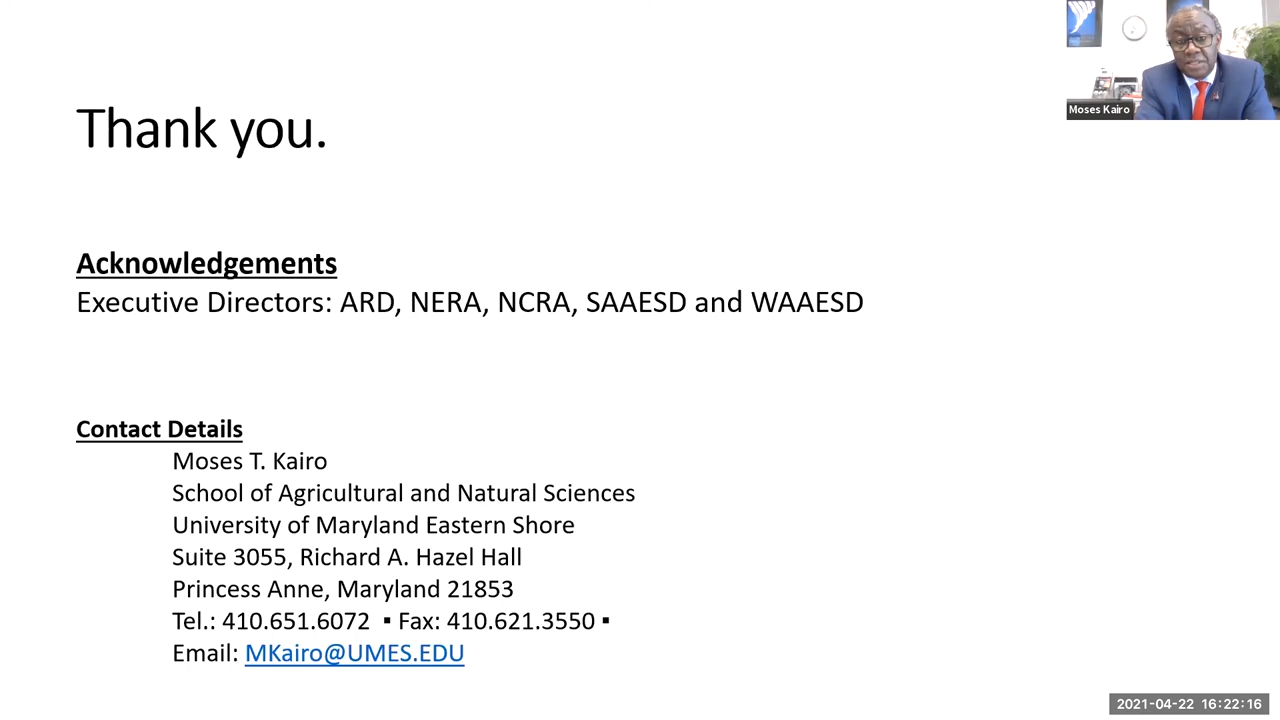 Moses Kairo
Thank you.
Acknowledgements
Executive Directors: ARD, NERA, NCRA, SAAESD and WAAESD
Contact Details
Moses T. Kairo
School of Agricultural and Natural Sciences
University of Maryland Eastern Shore
Suite 3055, Richard A. Hazel Hall
Princess Anne, Maryland 21853
Tel.: 410.651.6072 ▪ Fax: 410.621.3550 ▪
Email: MKairo@UMES.EDU
2021-04-22 16:22:16